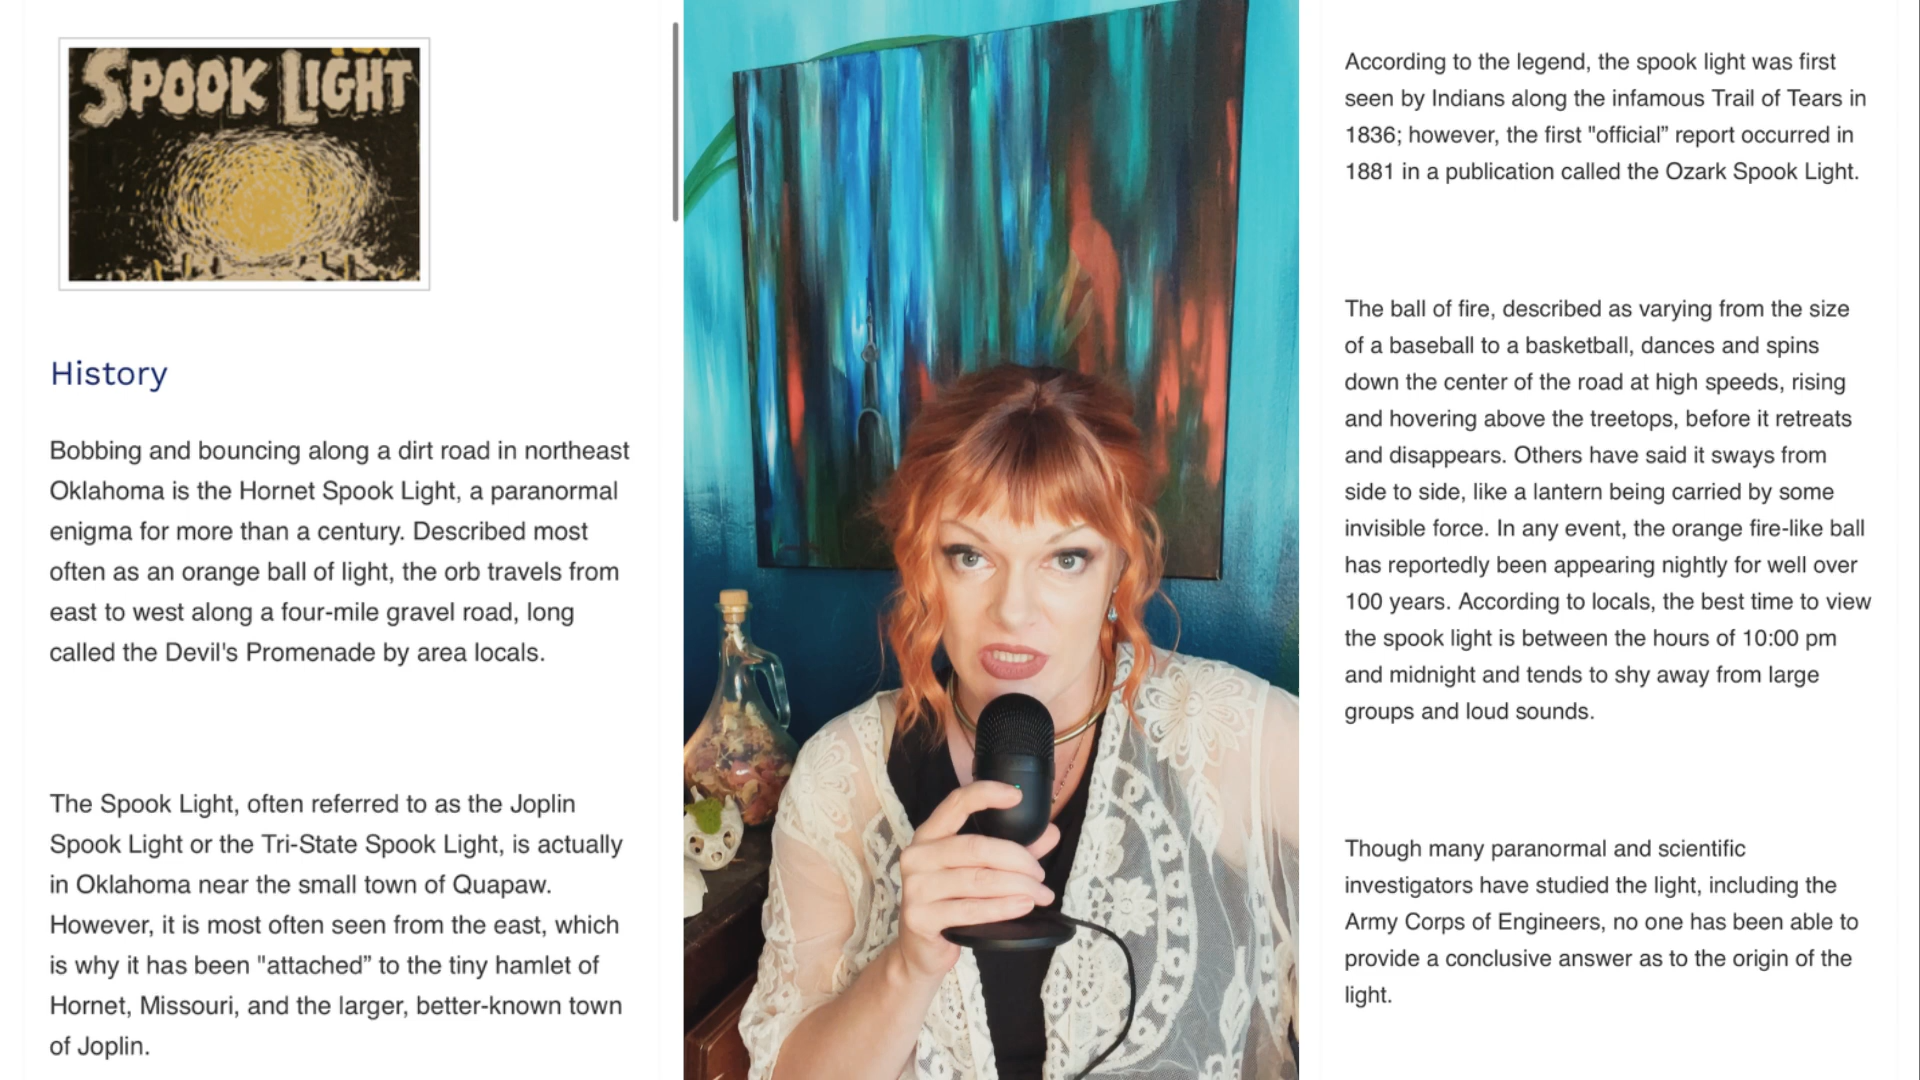 SPOOK LIGHT
History
Bobbing and bouncing along a dirt road in northeast
Oklahoma is the Hornet Spook Light, a paranormal
enigma for more than a century. Described most
often as an orange ball of light, the orb travels from
east to west along a four-mile gravel road, long
called the Devil's Promenade by area locals.
The Spook Light, often referred to as the Joplin
Spook Light or the Tri-State Spook Light, is actually
in Oklahoma near the small town of Quapaw.
However, it is most often seen from the east, which
is why it has been "attached” to the tiny hamlet of
Hornet, Missouri, and the larger, better-known town
of Joplin.
According to the legend, the spook light was first
seen by Indians along the infamous Trail of Tears in
1836; however, the first "official” report occurred in
1881 in a publication called the Ozark Spook Light.
The ball of fire, described as varying from the size
of a baseball to a basketball, dances and spins
down the center of the road at high speeds, rising
and hovering above the treetops, before it retreats
and disappears. Others have said it sways from
side to side, like a lantern being carried by some
invisible force. In any event, the orange fire-like ball
has reportedly been appearing nightly for well over
100 years. According to locals, the best time to view
the spook light is between the hours of 10:00 pm
and midnight and tends to shy away from large
groups and loud sounds.
Though many paranormal and scientific
investigators have studied the light, including the
Army Corps of Engineers, no one has been able to
provide a conclusive answer as to the origin of the
light.